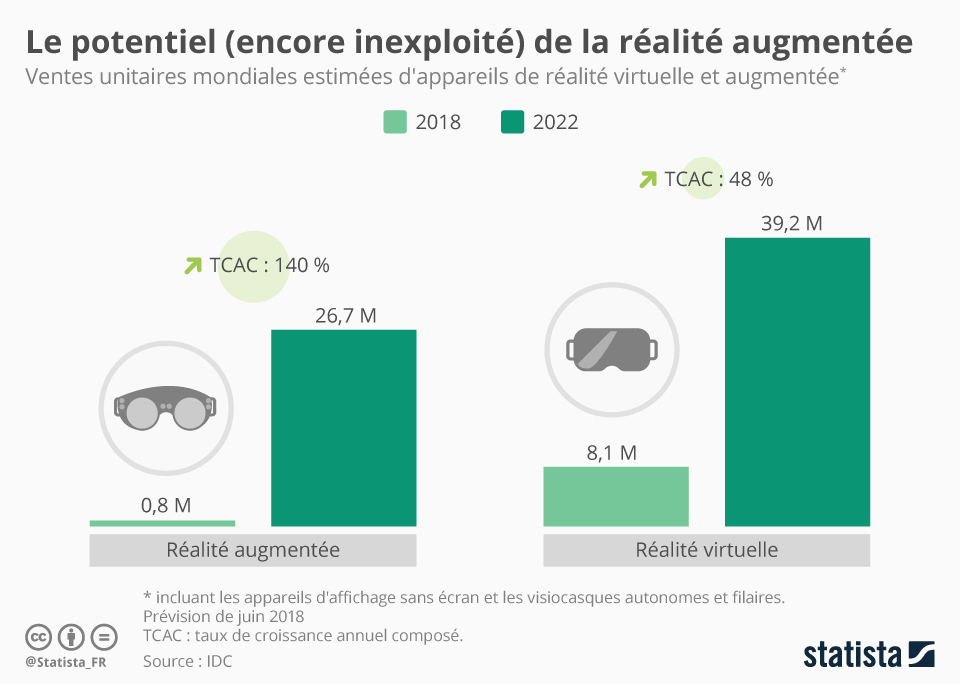 Le potentiel (encore inexploité) de la réalité augmentée
Ventes unitaires mondiales estimées d'appareils de réalité virtuelle et augmentée*
2018 2022
TCAC : 48 %
39,2 M
TCAC : 140 %
26,7 M
8,1 M
0,8 M
Réalité augmentée
Réalité virtuelle
* incluant les appareils d'affichage sans écran et les visiocasques autonomes et filaires.
Prévision de juin 2018
TCAC : taux de croissance annuel composé.
Source : IDC
cc
@Statista_FR
statista